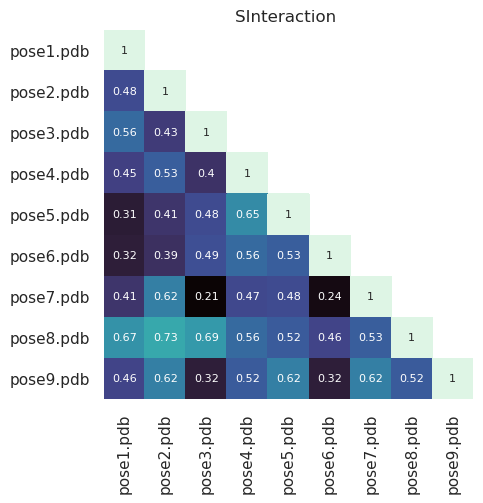 SInteraction
pose1.pdb 1
pose2.pdb 0.48 1
pose3.pdb 0.56 0.43 1
pose4.pdb 0.45 0.53 0.4 1
pose5.pdb 0.31 0.41 0.48 0.65 1
pose6.pdb 0.32 0.39 0.49 0.56 0.53 1
pose7.pdb 0.41 0.62 0.21 0.47 0.48 0.24 1
pose8.pdb 0.67 0.73 0.69 0.56 0.52 0.46 0.53 1
pose9.pdb 0.46 0.62 0.32 0.52 0.62 0.32 0.62 0.52 1
pose1.pdb
pose2.pdb
pose3.pdb
pose4.pdb
pose5.pdb
pose6.pdb
pose7.pdb
pose8.pdb
pose9.pdb